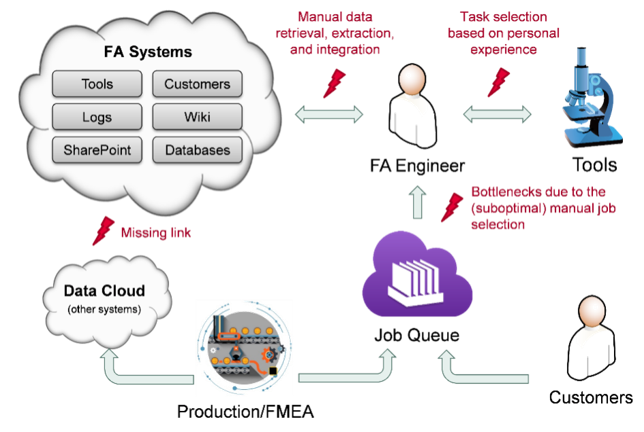 FA Systems
Tools
Customers
Logs
Wiki
SharePoint
Databases
Manual data
retrieval, extraction,
and integration
Task selection
based on personal
experience
FA Engineer
Tools
Bottlenecks due to the
(suboptimal) manual job
selection
Missing link
Data Cloud
(other systems)
Job Queue
Production/FMEA
Customers